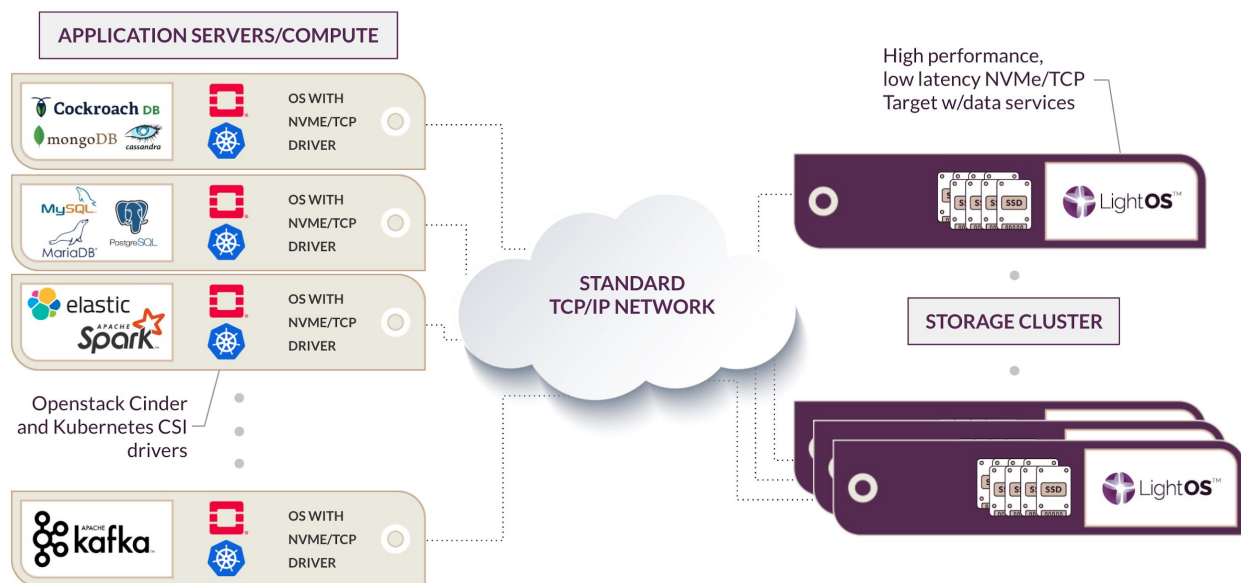 APPLICATION SERVERS/COMPUTE
Cockroach DB
mongoDB
cassandra
OS WITH
NVME/TCP
DRIVER
MySQL
PostgreSQL
MariaDB
OS WITH
NVME/TCP
DRIVER
elastic
APACHE
Spark
OS WITH
NVME/TCP
DRIVER
Openstack Cinder
and Kubernetes CSI
drivers
APACHE
kafka
OS WITH
NVME/TCP
DRIVER
STANDARD
TCP/IP NETWORK
High performance,
low latency NVMe/TCP
Target w/data services
SSD
LightOS™
STORAGE CLUSTER
SSD
LightOS™